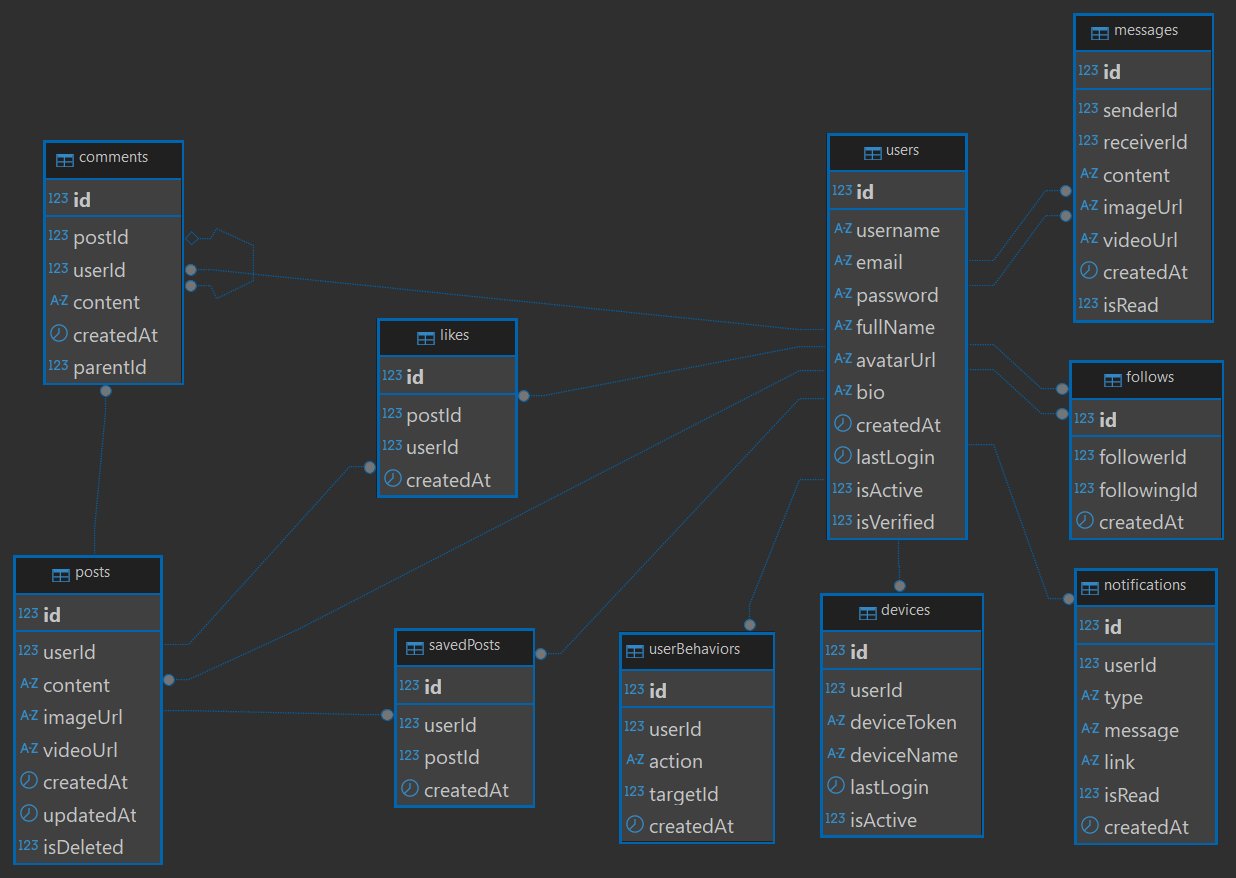 messages
123 id
123 senderId
123 receiverId
A-Z content
A-Z imageUrl
A-Z videoUrl
createdAt
123 isRead
users
123 id
A-Z username
A-Z email
A-Z password
A-Z fullName
A-Z avatarUrl
A-Z bio
createdAt
lastLogin
123 isActive
123 isVerified
comments
123 id
123 postId
123 userId
A-Z content
createdAt
123 parentId
likes
123 id
123 postId
123 userId
createdAt
follows
123 id
123 followerId
123 followingId
createdAt
posts
123 id
123 userId
A-Z content
A-Z imageUrl
A-Z videoUrl
createdAt
updatedAt
123 isDeleted
savedPosts
123 id
123 userId
123 postId
createdAt
userBehaviors
123 id
123 userId
A-Z action
123 targetId
createdAt
devices
123 id
123 userId
A-Z deviceToken
A-Z deviceName
lastLogin
123 isActive
notifications
123 id
123 userId
A-Z type
A-Z message
A-Z link
123 isRead
createdAt